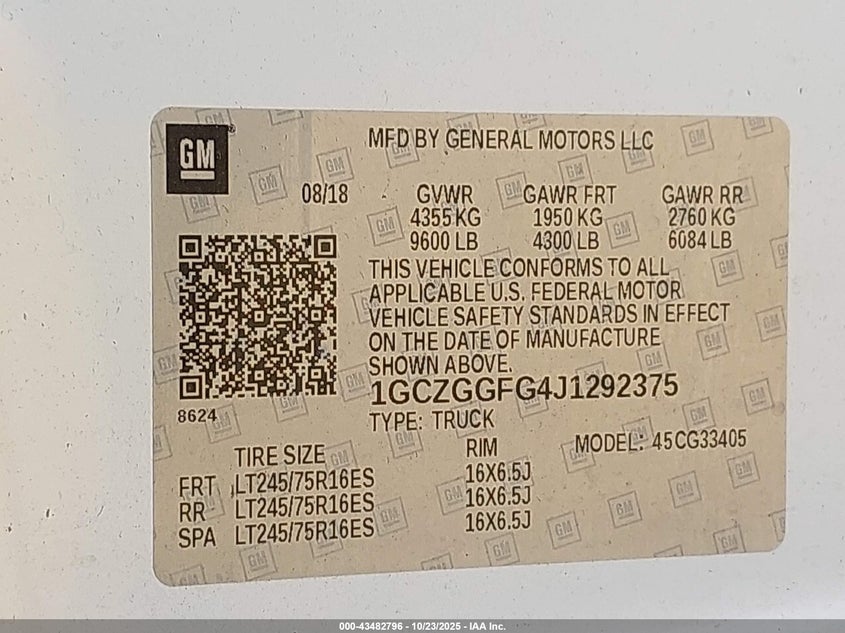 GM
MFD BY GENERAL MOTORS LLC
08/18
GVWR GAWR FRT GAWR RR
4355 KG 1950 KG 2760 KG
9600 LB 4300 LB 6084 LB
THIS VEHICLE CONFORMS TO ALL
APPLICABLE U.S. FEDERAL MOTOR
VEHICLE SAFETY STANDARDS IN EFFECT
ON THE DATE OF MANUFACTURE
SHOWN ABOVE.
1GCZGGFG4J1292375
8624
TYPE: TRUCK
MODEL: 45CG33405
TIRE SIZE RIM
FRT LT245/75R16ES 16X6.5J
RR LT245/75R16ES 16X6.5J
SPA LT245/75R16ES 16X6.5J
000-43482796 - 10/23/2025 - IAA Inc.